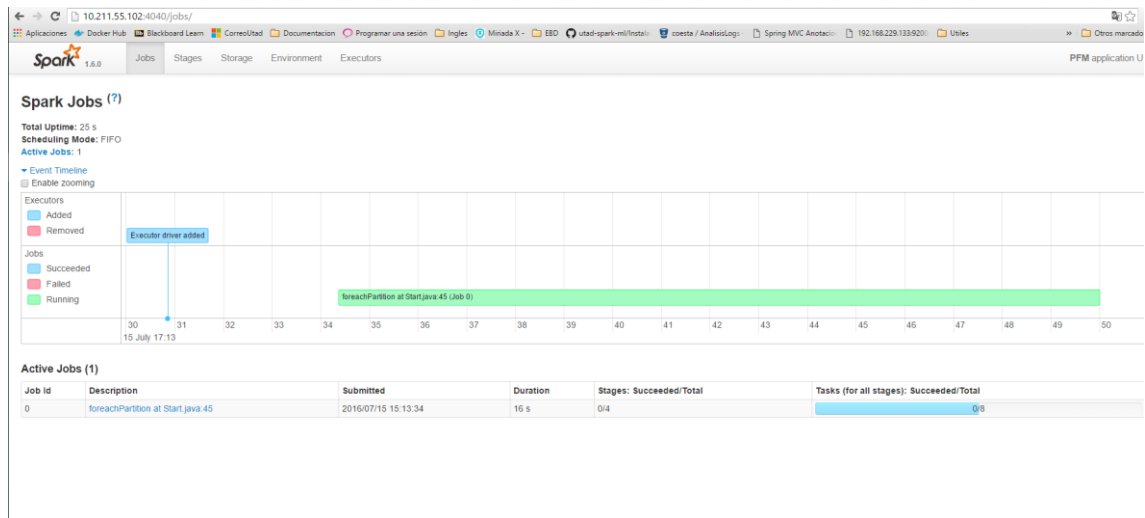 10.211.55.102:4040/jobs/
Aplicaciones Docker Hub Blackboard Learn CorreoUtad Documentacion Programar una sesión Ingles Miriada X - EBD utad-spark-ml/Instala coesta / AnalisisLogs Spring MVC Anotacio 192.168.229.133:9200 Utiles » Otros marcado
Spark 1.6.0 Jobs Stages Storage Environment Executors PFM application U
Spark Jobs (?)
Total Uptime: 25 s
Scheduling Mode: FIFO
Active Jobs: 1
Event Timeline
Enable zooming
Executors
Added
Removed
Executor driver added
Jobs
Succeeded
Failed
Running
foreachPartition at Start.java:45 (Job 0)
30 31 32 33 34 35 36 37 38 39 40 41 42 43 44 45 46 47 48 49 50
15 July 17:13
Active Jobs (1)
Job Id Description Submitted Duration Stages: Succeeded/Total Tasks (for all stages): Succeeded/Total
0 foreachPartition at Start.java:45 2016/07/15 15:13:34 16 s 0/4 0/8